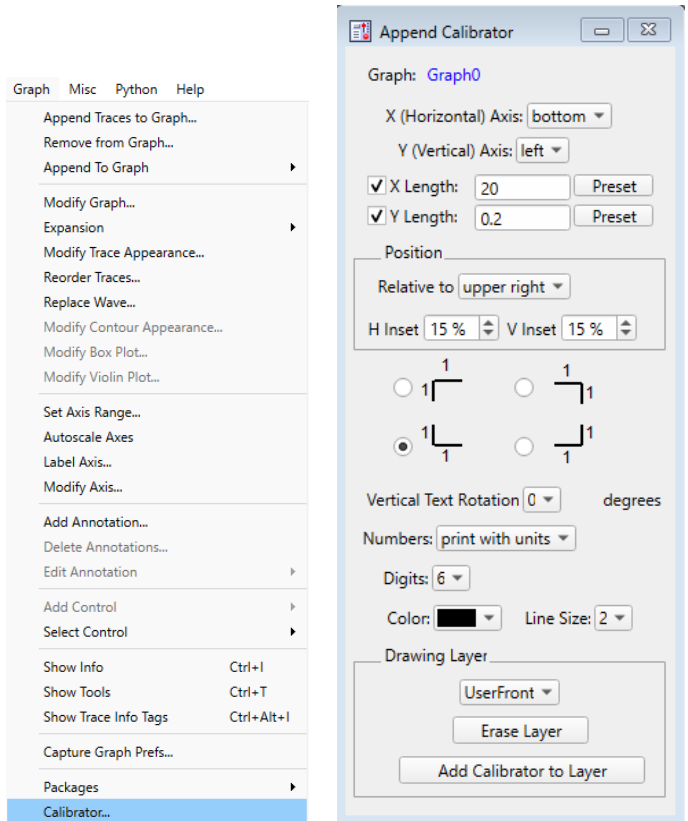 Graph Misc Python Help
Append Traces to Graph...
Remove from Graph...
Append To Graph
Modify Graph...
Expansion
Modify Trace Appearance...
Reorder Traces...
Replace Wave...
Modify Contour Appearance...
Modify Box Plot...
Modify Violin Plot...
Set Axis Range...
Autoscale Axes
Label Axis...
Modify Axis...
Add Annotation...
Delete Annotations...
Edit Annotation
Add Control
Select Control
Show Info Ctrl+I
Show Tools Ctrl+T
Show Trace Info Tags Ctrl+Alt+I
Capture Graph Prefs...
Packages
Calibrator...
Append Calibrator
Graph: Graph0
X (Horizontal) Axis: bottom
Y (Vertical) Axis: left
X Length: 20 Preset
Y Length: 0.2 Preset
Position
Relative to upper right
H Inset 15 % V Inset 15 %
1 1
1 1
1 1
1 1
Vertical Text Rotation 0 degrees
Numbers: print with units
Digits: 6
Color: Line Size: 2
Drawing Layer
UserFront
Erase Layer
Add Calibrator to Layer